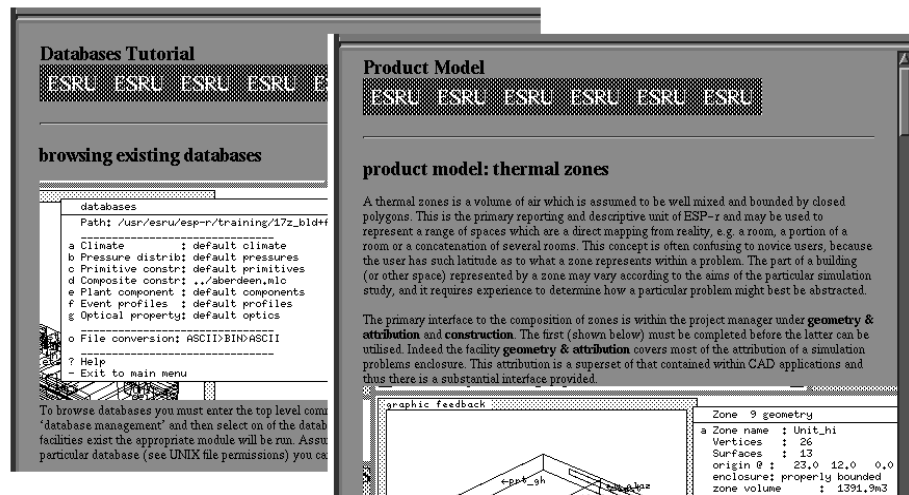 Databases Tutorial
ESRU ESRU ESRU ESRU
browsing existing databases
databases
Path: /usr/esru/esp-r/training/17z_bld+f
a Climate : default climate
b Pressure distrib: default pressures
c Primitive constr: default primitives
d Composite constr: ../aberdeen.mlc
e Plant component : default components
f Event profiles : default profiles
g Optical property: default optics
o File conversion: ASCII>BIN>ASCII
? Help
- Exit to main menu
To browse databases you must enter the top level comm
'database management' and then select on of the datab
facilities exist the appropriate module will be run. Assu
particular database (see UNIX file permissions) you ca
Product Model
ESRU ESRU ESRU ESRU ESRU ESRU
product model: thermal zones
A thermal zones is a volume of air which is assumed to be well mixed and bounded by closed
polygons. This is the primary reporting and descriptive unit of ESP-r and may be used to
represent a range of spaces which are a direct mapping from reality, e.g. a room, a portion of a
room or a concatenation of several rooms. This concept is often confusing to novice users, because
the user has such latitude as to what a zone represents within a problem. The part of a building
(or other space) represented by a zone may vary according to the aims of the particular simulation
study, and it requires experience to determine how a particular problem might best be abstracted.
The primary interface to the composition of zones is within the project manager under geometry &
attribution and construction. The first (shown below) must be completed before the latter can be
utilised. Indeed the facility geometry & attribution covers most of the attribution of a simulation
problems enclosure. This attribution is a superset of that contained within CAD applications and
thus there is a substantial interface provided.
graphic feedback
←prt_gh
Zone 9 geometry
a Zone name : Unit_hi
Vertices : 26
Surfaces : 13
origin @ : 23.0 12.0 0.0
enclosure: properly bounded
zone volume : 1391.9m3